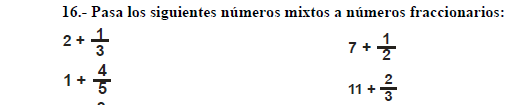 16.- Pasa los siguientes números mixtos a números fraccionarios:
2 + 1/3 7 + 1/2
1 + 4/5 11 + 2/3